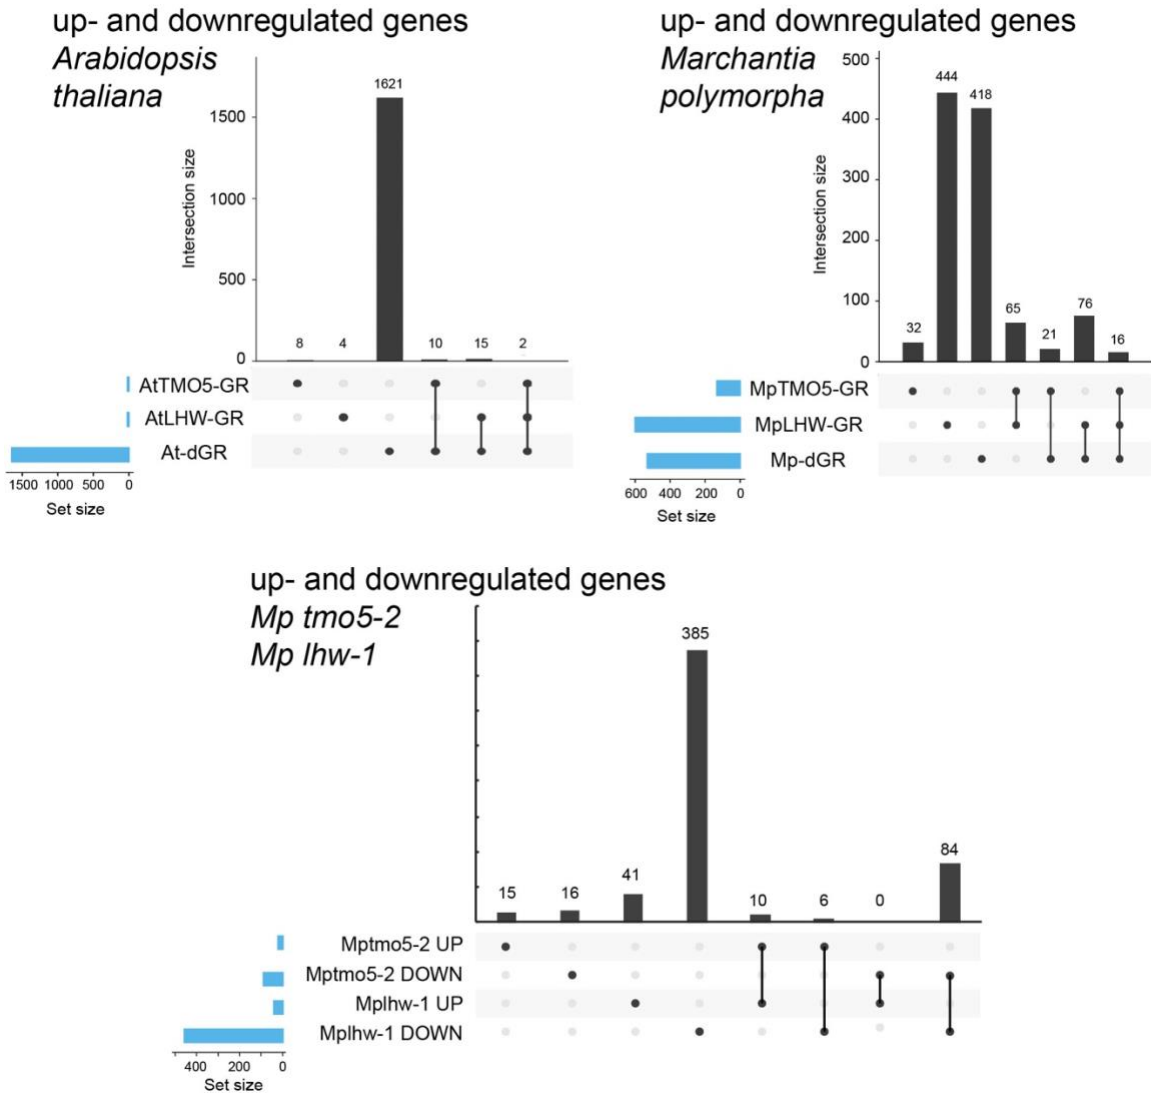 up- and downregulated genes
Arabidopsis
thaliana
Intersection size
1500
1000
500
0
1621
8
4
10
15
2
AtTMO5-GR
AtLHW-GR
At-dGR
1500 1000 500 0
Set size
up- and downregulated genes
Marchantia
polymorpha
Intersection size
500
400
300
200
100
0
444
418
32
65
21
76
16
MpTMO5-GR
MpLHW-GR
Mp-dGR
600 400 200 0
Set size
up- and downregulated genes
Mp tmo5-2
Mp lhw-1
385
15
16
41
10
6
0
84
Mptmo5-2 UP
Mptmo5-2 DOWN
Mplhw-1 UP
Mplhw-1 DOWN
400 200 0
Set size